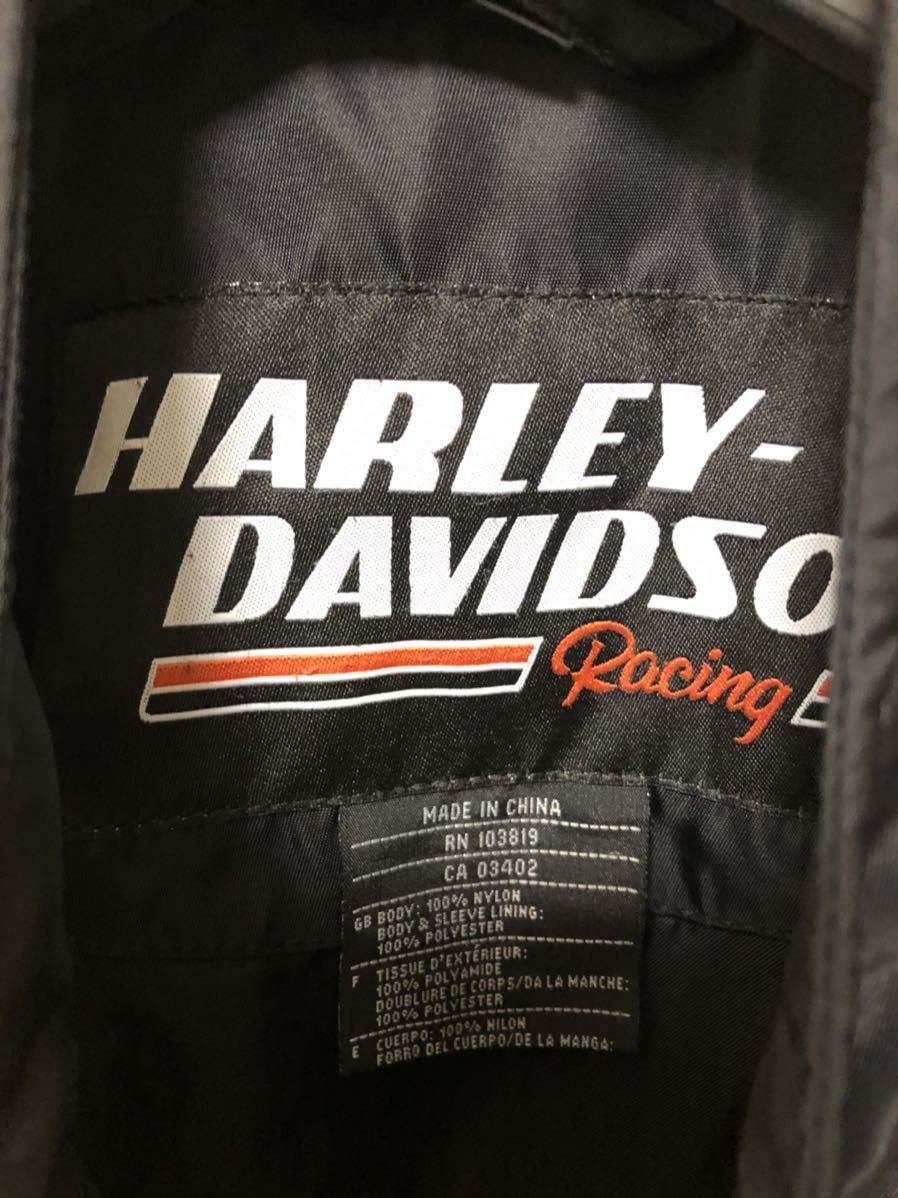 HARLEY-
DAVIDSO
Racing
MADE IN CHINA
RN 103819
CA 03402
GB BODY: 100% NYLON
BODY & SLEEVE LINING:
100% POLYESTER
F TISSUE D'EXTÉRIEUR:
100% POLYAMIDE
DOUBLURE DE CORPS/DA LA MANCHE:
100% POLYESTER
E CUERPO: 100% NILON
FORRO DEL CUERPO/DE LA MANGA: